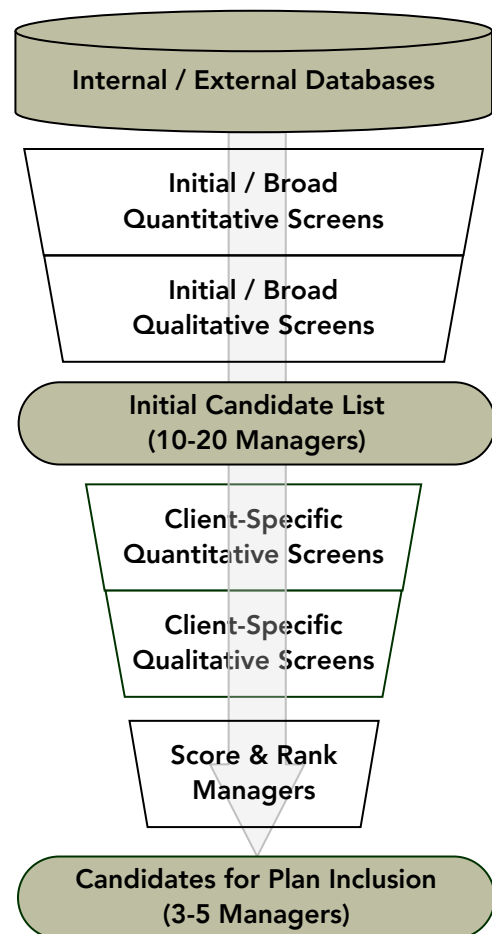 Internal / External Databases
Initial / Broad
Quantitative Screens
Initial / Broad
Qualitative Screens
Initial Candidate List
(10-20 Managers)
Client-Specific
Quantitative Screens
Client-Specific
Qualitative Screens
Score & Rank
Managers
Candidates for Plan Inclusion
(3-5 Managers)